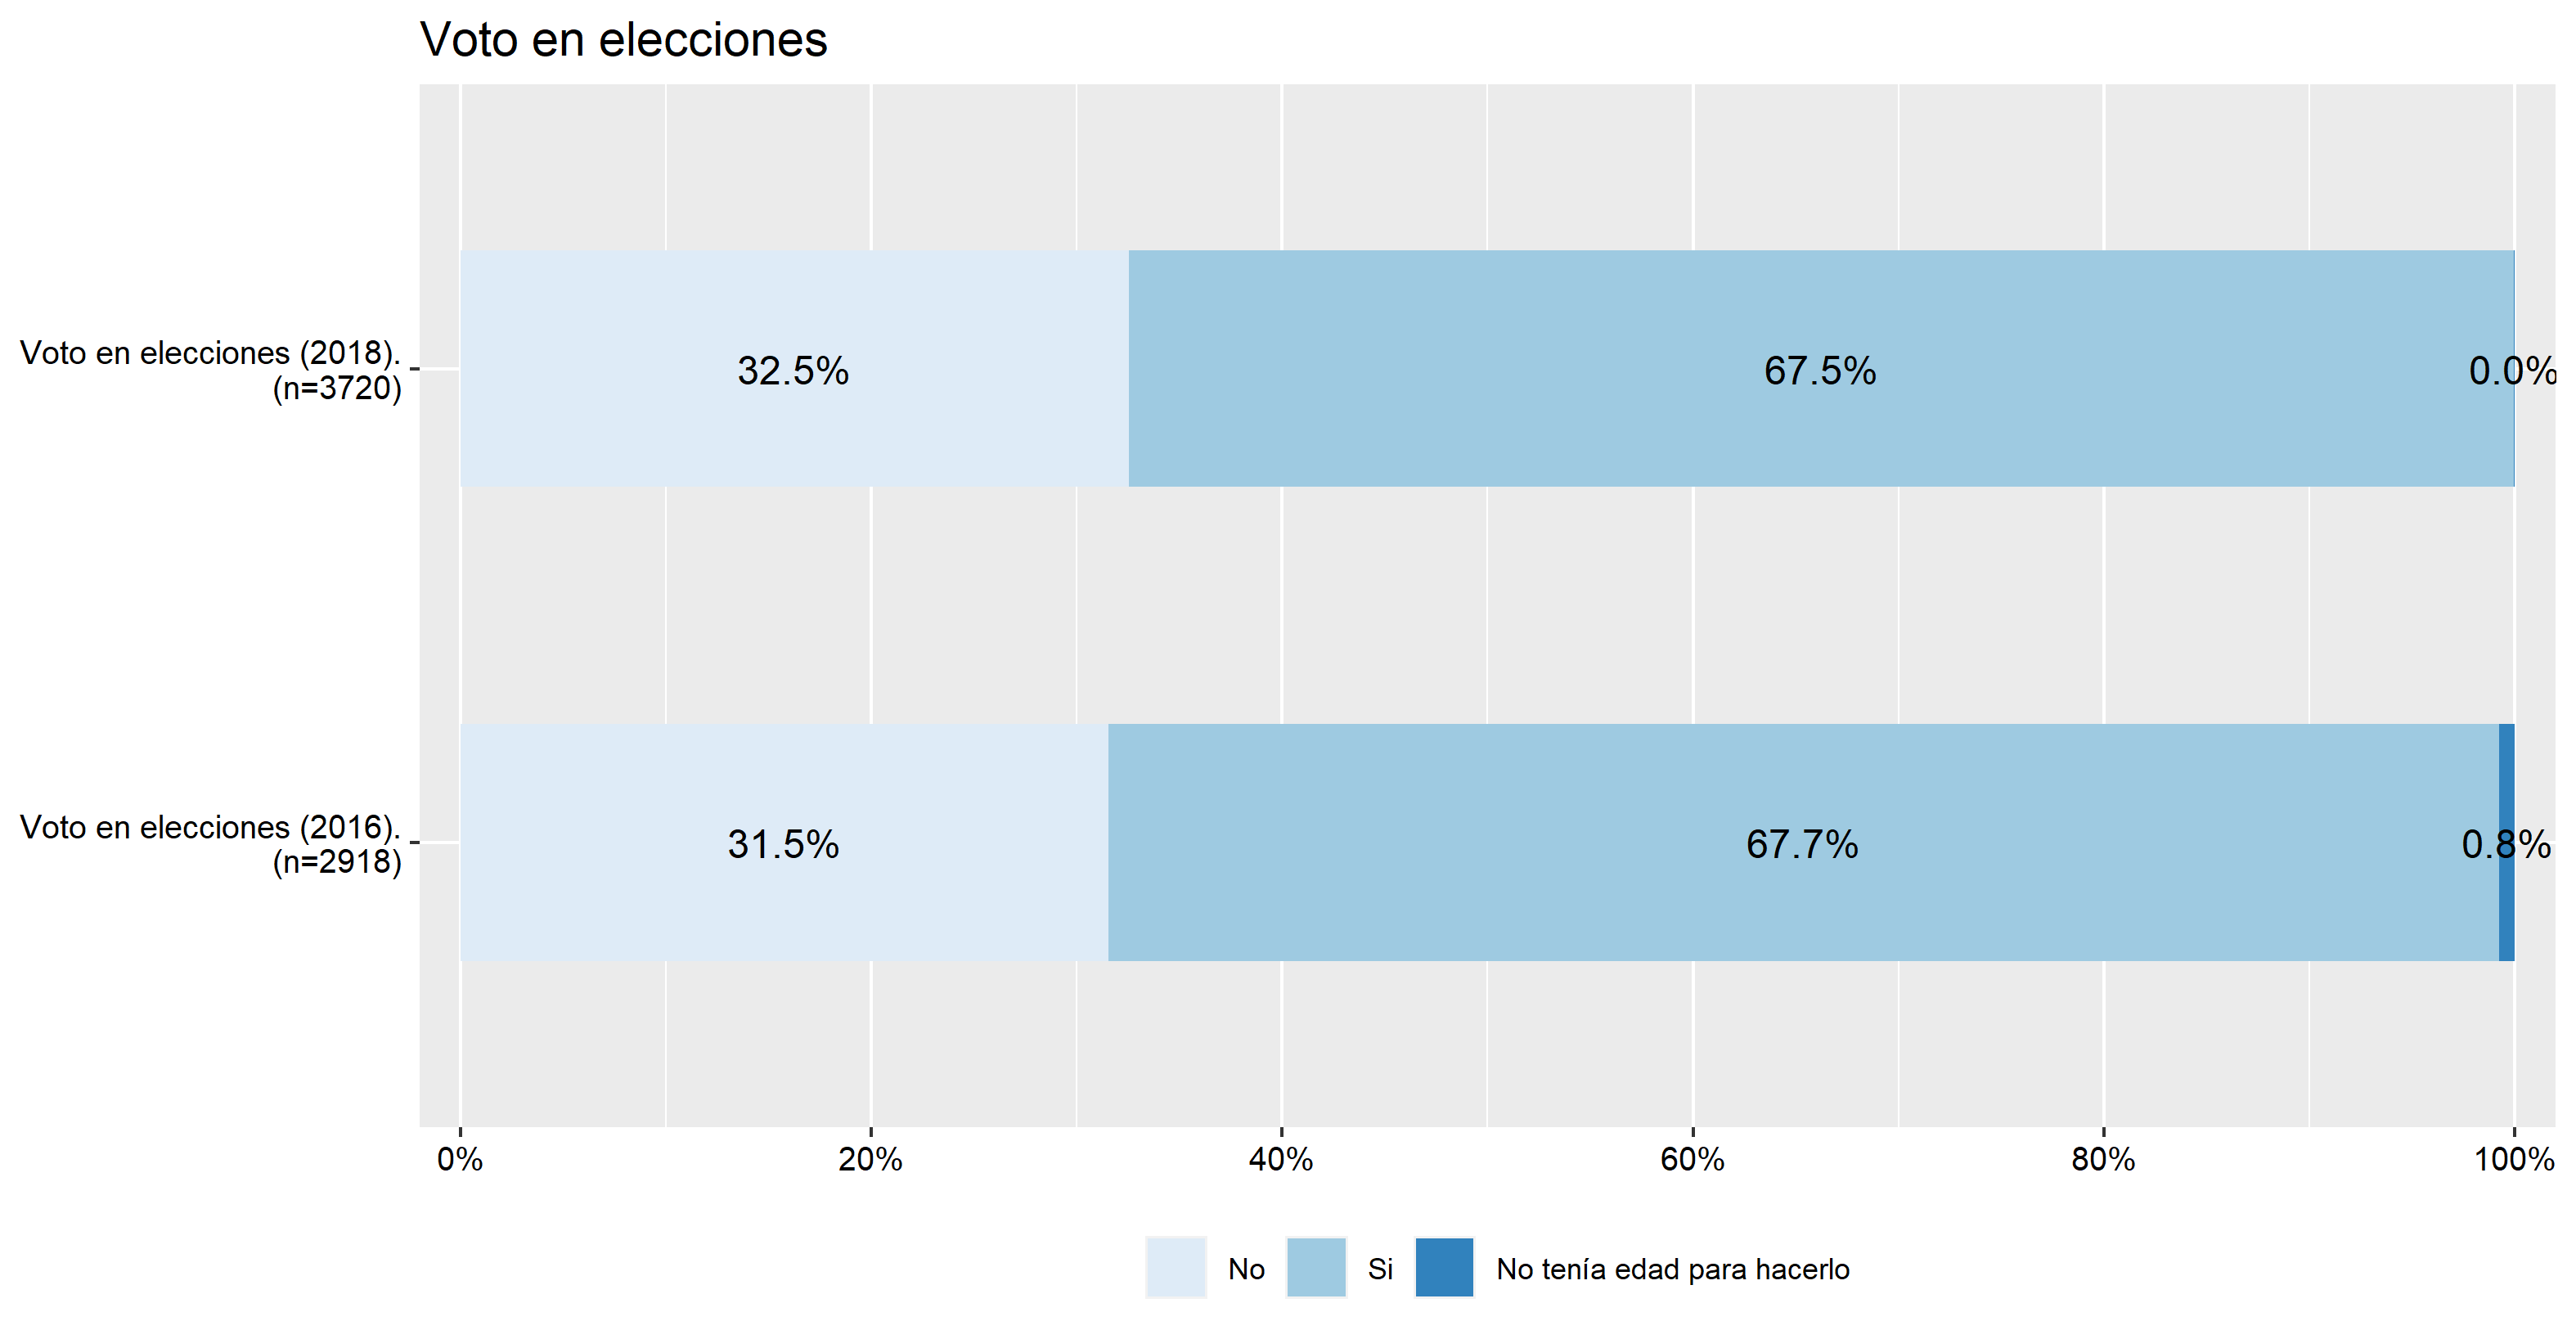 Voto en elecciones
Voto en elecciones (2018).
(n=3720)
32.5%
67.5%
0.0%
Voto en elecciones (2016).
(n=2918)
31.5%
67.7%
0.8%
0%
20%
40%
60%
80%
100%
No
Si
No tenía edad para hacerlo